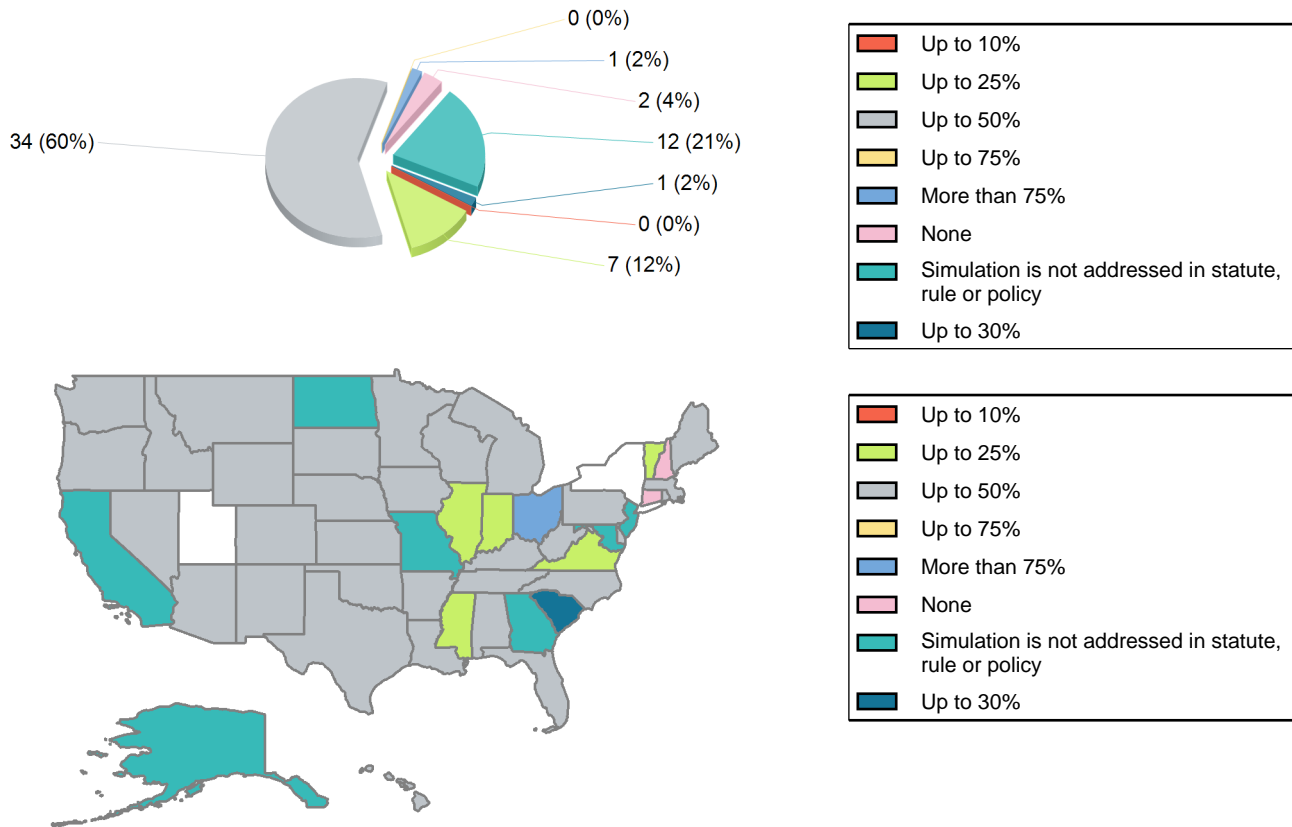 0 (0%)
1 (2%)
2 (4%)
34 (60%)
12 (21%)
1 (2%)
0 (0%)
7 (12%)
Up to 10%
Up to 25%
Up to 50%
Up to 75%
More than 75%
None
Simulation is not addressed in statute,
rule or policy
Up to 30%
Up to 10%
Up to 25%
Up to 50%
Up to 75%
More than 75%
None
Simulation is not addressed in statute,
rule or policy
Up to 30%